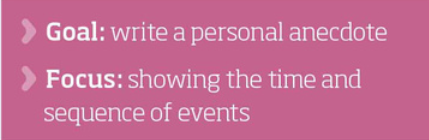 Goal: write a personal anecdote
Focus: showing the time and
sequence of events